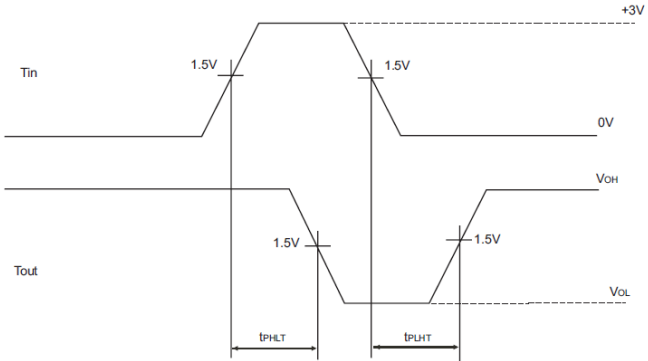 +3V
1.5V
1.5V
Tin
0V
VOH
1.5V
1.5V
Tout
VOL
tPHLT
tPLHT